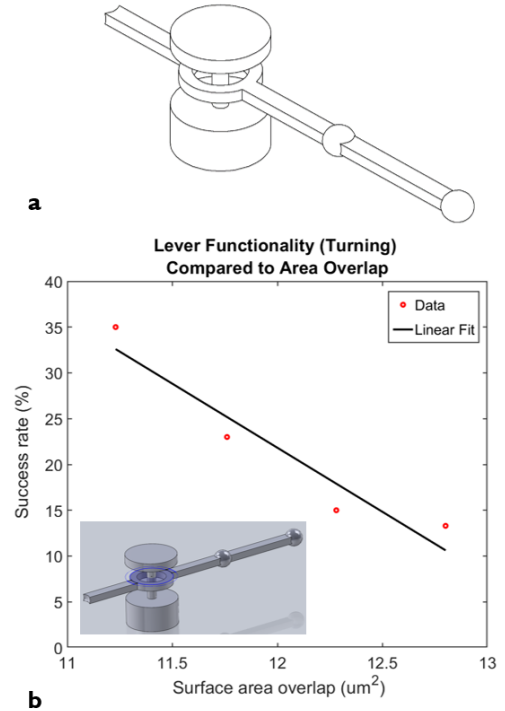 a
Lever Functionality (Turning)
Compared to Area Overlap
40
35
30
25
20
15
10
5
0
Success rate (%)
Data
Linear Fit
11
11.5
12
12.5
13
Surface area overlap (um²)
b